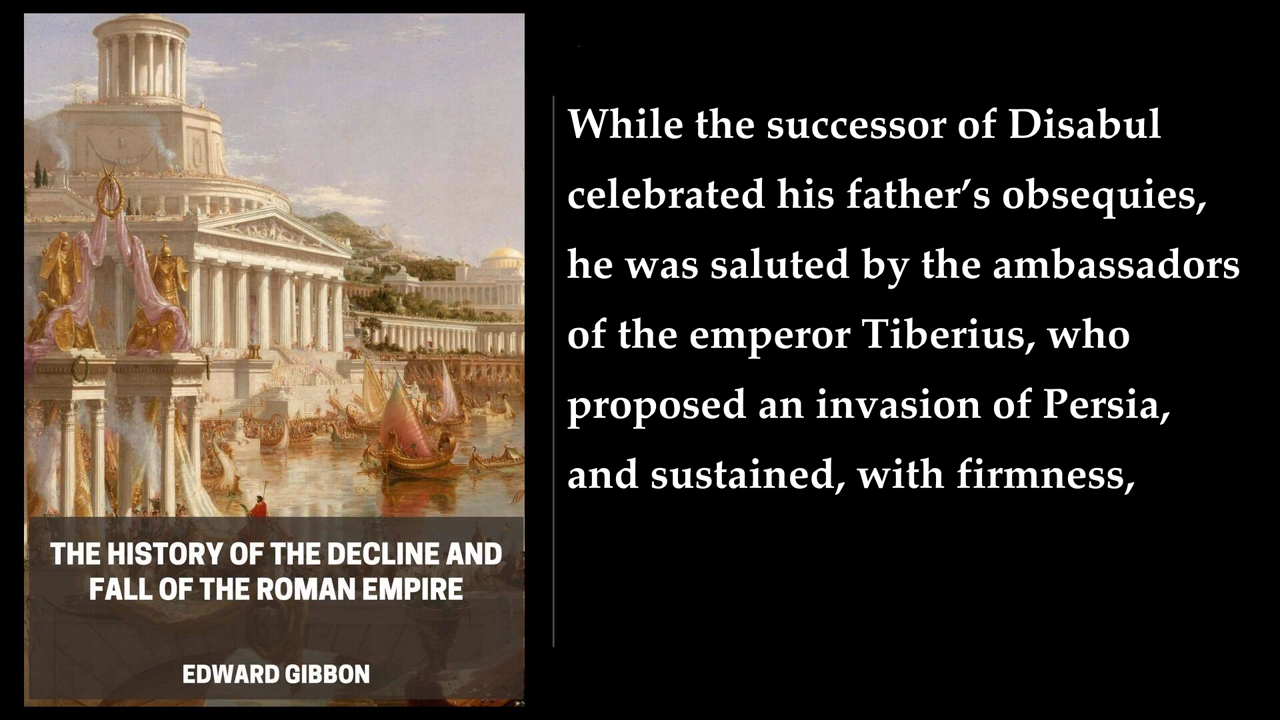 While the successor of Disabul
celebrated his father’s obsequies,
he was saluted by the ambassadors
of the emperor Tiberius, who
proposed an invasion of Persia,
and sustained, with firmness,
THE HISTORY OF THE DECLINE AND
FALL OF THE ROMAN EMPIRE
EDWARD GIBBON